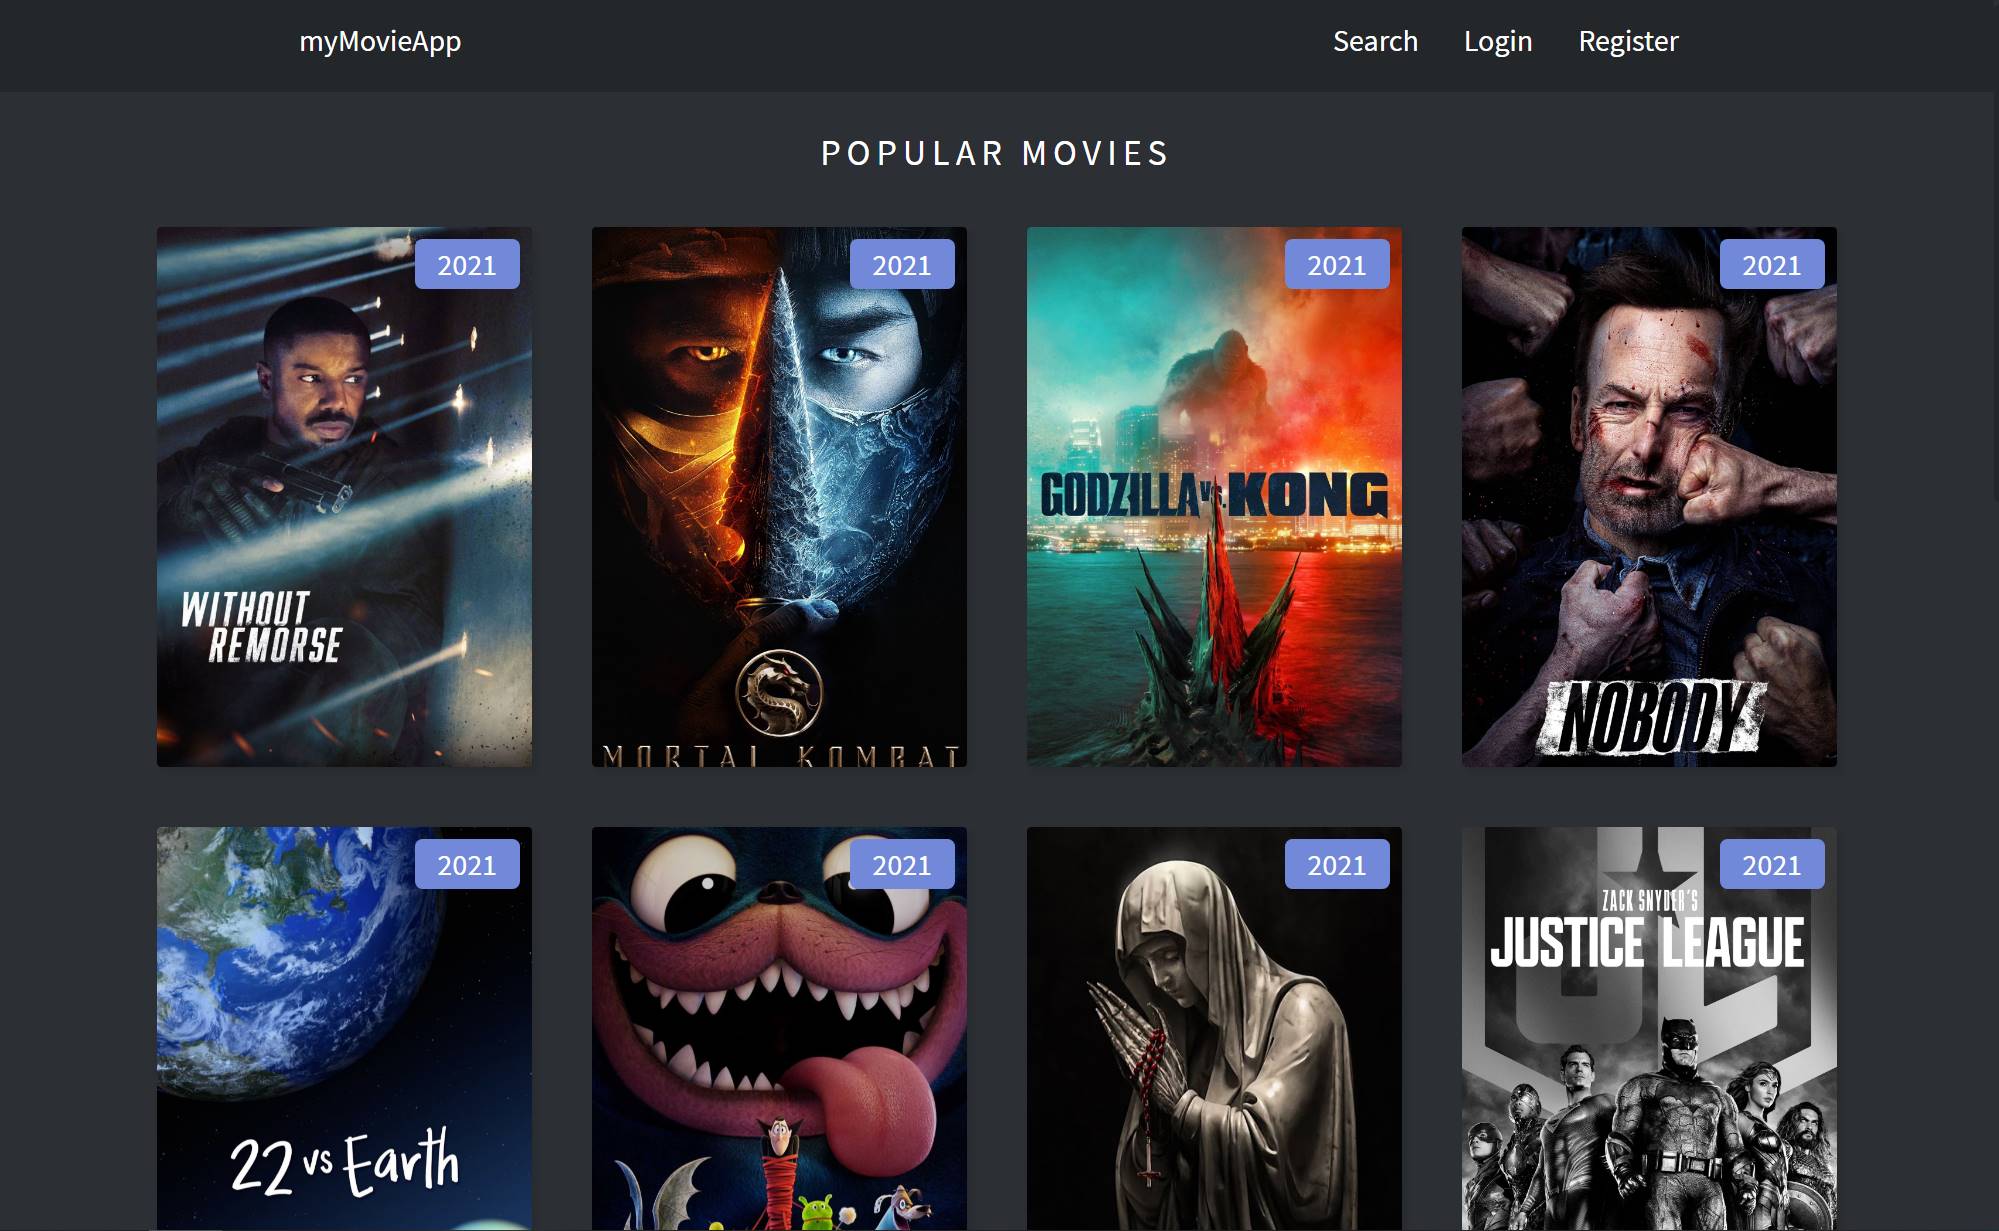 myMovieApp
Search Login Register
POPULAR MOVIES
2021
WITHOUT
REMORSE
2021
MORTAL KOMBAT
2021
GODZILLA vs. KONG
2021
NOBODY
2021
22 vs Earth
2021
2021
2021
ZACK SNYDER'S
JUSTICE LEAGUE
JL